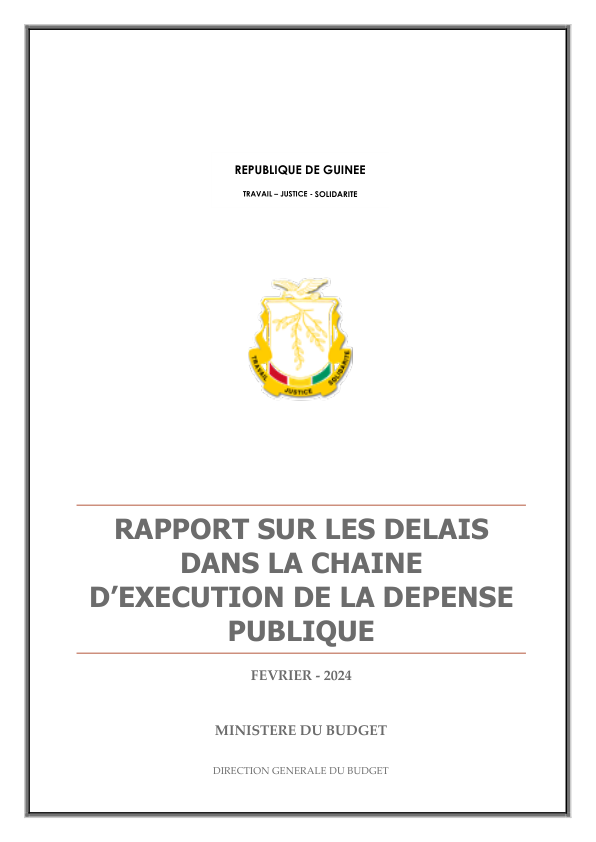 REPUBLIQUE DE GUINEE
TRAVAIL – JUSTICE - SOLIDARITE
TRAVAIL JUSTICE SOLIDARITE
RAPPORT SUR LES DELAIS
DANS LA CHAINE
D’EXECUTION DE LA DEPENSE
PUBLIQUE
FEVRIER - 2024
MINISTERE DU BUDGET
DIRECTION GENERALE DU BUDGET